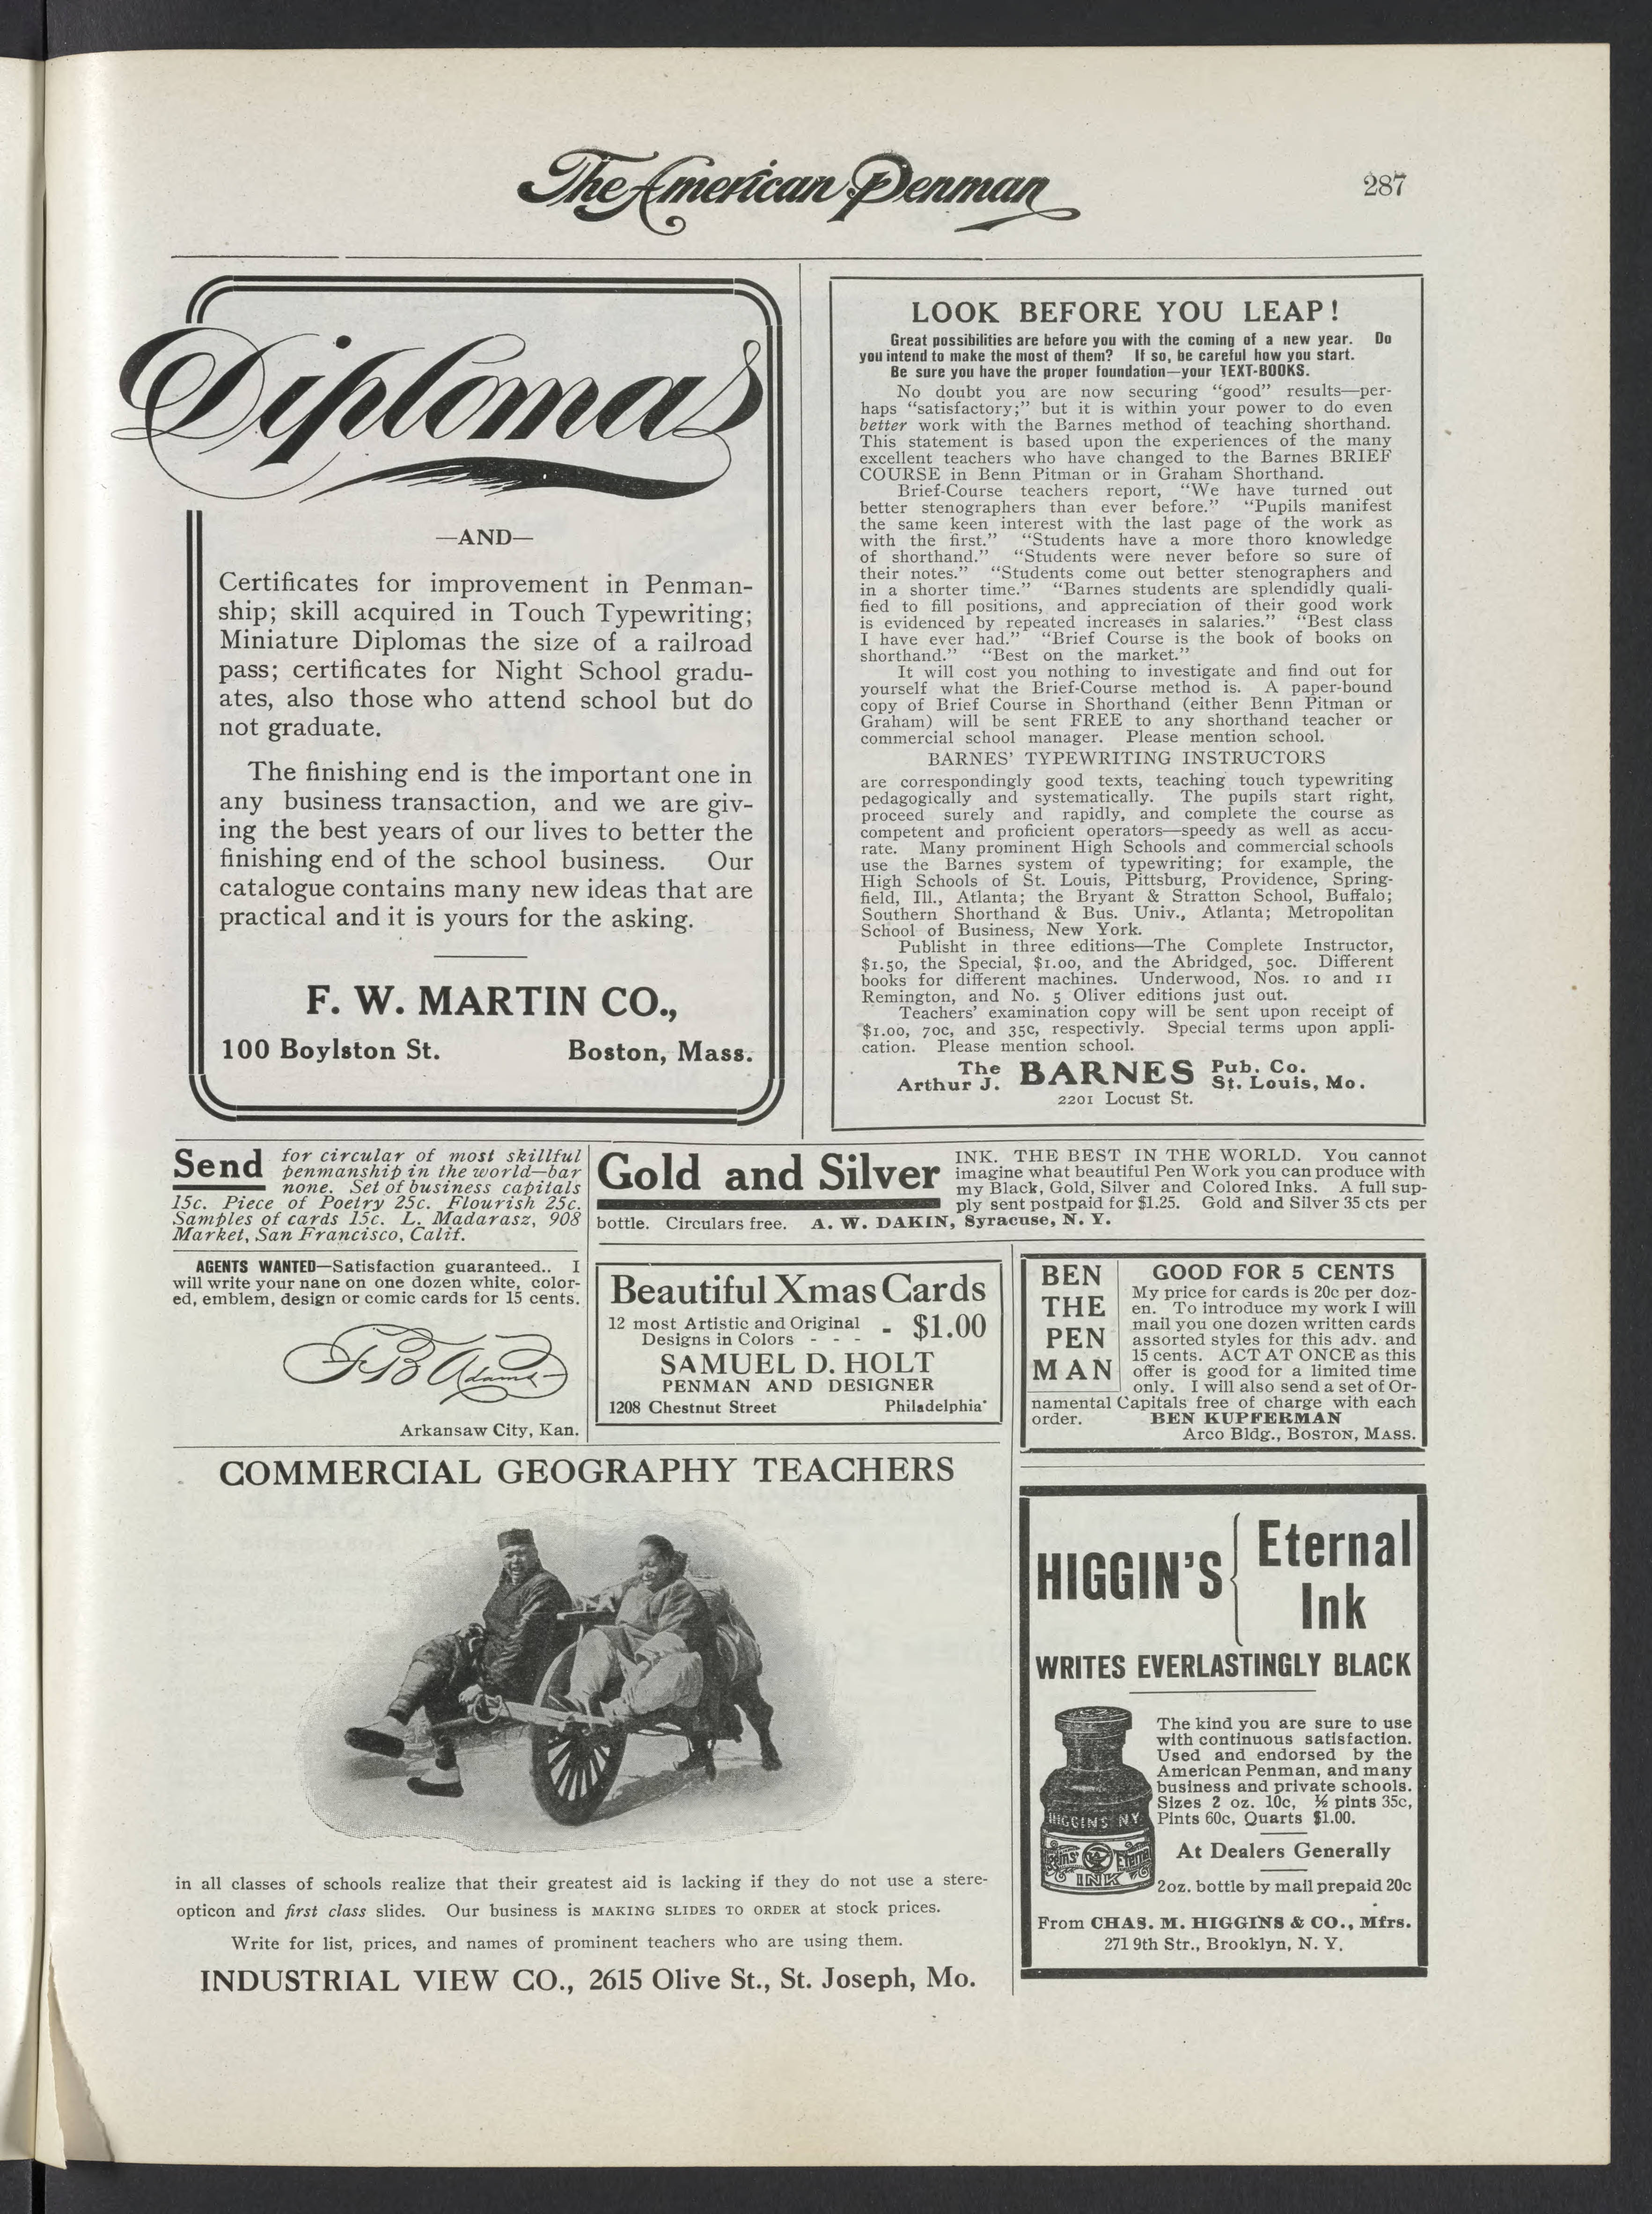 The American Penman
287
Diplomas
—AND—
Certificates for improvement in Penman-
ship; skill acquired in Touch Typewriting;
Miniature Diplomas the size of a railroad
pass; certificates for Night School gradu-
ates, also those who attend school but do
not graduate.
The finishing end is the important one in
any business transaction, and we are giv-
ing the best years of our lives to better the
finishing end of the school business. Our
catalogue contains many new ideas that are
practical and it is yours for the asking.
F. W. MARTIN CO.,
100 Boylston St. Boston, Mass.
LOOK BEFORE YOU LEAP!
Great possibilities are before you with the coming of a new year. Do
you intend to make the most of them? If so, be careful how you start.
Be sure you have the proper foundation—your TEXT-BOOKS.
No doubt you are now securing "good" results—per-
haps "satisfactory;" but it is within your power to do even
better work with the Barnes method of teaching shorthand.
This statement is based upon the experiences of the many
excellent teachers who have changed to the Barnes BRIEF
COURSE in Benn Pitman or in Graham Shorthand.
Brief-Course teachers report, "We have turned out
better stenographers than ever before." "Pupils manifest
the same keen interest with the last page of the work as
with the first." "Students have a more thoro knowledge
of shorthand." "Students were never before so sure of
their notes." "Students come out better stenographers and
in a shorter time." "Barnes students are splendidly quali-
fied to fill positions, and appreciation of their good work
is evidenced by repeated increases in salaries." "Best class
I have ever had." "Brief Course is the book of books on
shorthand." "Best on the market."
It will cost you nothing to investigate and find out for
yourself what the Brief-Course method is. A paper-bound
copy of Brief Course in Shorthand (either Benn Pitman or
Graham) will be sent FREE to any shorthand teacher or
commercial school manager. Please mention school.
BARNES' TYPEWRITING INSTRUCTORS
are correspondingly good texts, teaching touch typewriting
pedagogically and systematically. The pupils start right,
proceed surely and rapidly, and complete the course as
competent and proficient operators—speedy as well as accu-
rate. Many prominent High Schools and commercial schools
use the Barnes system of typewriting; for example, the
High Schools of St. Louis, Pittsburg, Providence, Spring-
field, Ill., Atlanta; the Bryant & Stratton School, Buffalo;
Southern Shorthand & Bus. Univ., Atlanta; Metropolitan
School of Business, New York.
Publisht in three editions—The Complete Instructor,
$1.50, the Special, $1.00, and the Abridged, 50c. Different
books for different machines. Underwood, Nos. 10 and 11
Remington, and No. 5 Oliver editions just out.
Teachers' examination copy will be sent upon receipt of
$1.00, 70c, and 35c, respectivly. Special terms upon appli-
cation. Please mention school.
The Arthur J. BARNES Pub. Co. St. Louis, Mo.
2201 Locust St.
Send for circular of most skillful
penmanship in the world—bar
none. Set of business capitals
15c. Piece of Poetry 25c. Flourish 25c.
Samples of cards 15c. L. Madarasz, 908
Market, San Francisco, Calif.
Gold and Silver INK. THE BEST IN THE WORLD. You cannot
imagine what beautiful Pen Work you can produce with
my Black, Gold, Silver and Colored Inks. A full sup-
ply sent postpaid for $1.25. Gold and Silver 35 cts per
bottle. Circulars free. A. W. DAKIN, Syracuse, N. Y.
AGENTS WANTED—Satisfaction guaranteed.. I
will write your nane on one dozen white, color-
ed, emblem, design or comic cards for 15 cents.
F B Adams
Arkansaw City, Kan.
Beautiful Xmas Cards
12 most Artistic and Original
Designs in Colors - - - - $1.00
SAMUEL D. HOLT
PENMAN AND DESIGNER
1208 Chestnut Street Philadelphia
BEN
THE
PEN
MAN
GOOD FOR 5 CENTS
My price for cards is 20c per doz-
en. To introduce my work I will
mail you one dozen written cards
assorted styles for this adv. and
15 cents. ACT AT ONCE as this
offer is good for a limited time
only. I will also send a set of Or-
namental Capitals free of charge with each
order. BEN KUPFERMAN
Arco Bldg., BOSTON, MASS.
COMMERCIAL GEOGRAPHY TEACHERS
in all classes of schools realize that their greatest aid is lacking if they do not use a stere-
opticon and first class slides. Our business is MAKING SLIDES TO ORDER at stock prices.
Write for list, prices, and names of prominent teachers who are using them.
INDUSTRIAL VIEW CO., 2615 Olive St., St. Joseph, Mo.
HIGGIN'S Eternal
Ink
WRITES EVERLASTINGLY BLACK
HIGGINS N.Y.
Higgins' Eternal
INK
The kind you are sure to use
with continuous satisfaction.
Used and endorsed by the
American Penman, and many
business and private schools.
Sizes 2 oz. 10c, ½ pints 35c,
Pints 60c, Quarts $1.00.
At Dealers Generally
2oz. bottle by mail prepaid 20c
From CHAS. M. HIGGINS & CO., Mfrs.
271 9th Str., Brooklyn, N. Y.